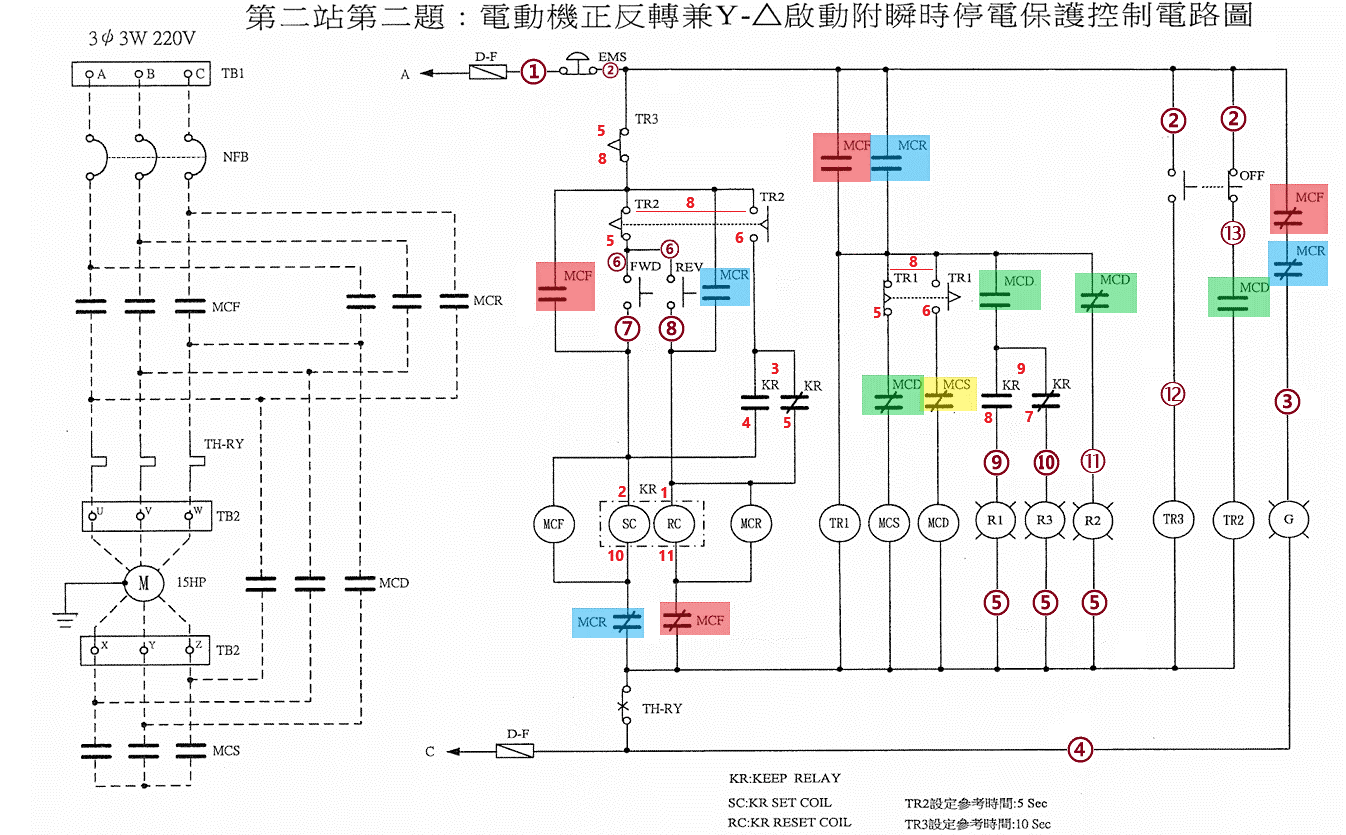 第二站第二題：電動機正反轉兼Y-△啟動附瞬時停電保護控制電路圖
3φ 3W 220V
A B C TB1
NFB
MCF
MCR
TH-RY
U V W TB2
M 15HP
MCD
X Y Z TB2
MCS
A D-F ① EMS ②
TR3
5
8
TR2 8 TR2
5 6
⑥ ⑥
FWD REV
MCF MCR
⑦ ⑧
3
KR KR
4 5
2 KR 1
MCF SC RC MCR
10 11
MCR MCF
TH-RY
C D-F ④
MCF MCR
8
TR1 TR1
5 6
MCD MCD
MCD MCS
9
KR KR
8 7
⑨ ⑩ ⑪
TR1 MCS MCD R1 R3 R2
⑤ ⑤ ⑤
② ②
OFF
⑬
MCD
⑫
TR3 TR2
MCF
MCR
③
G
KR:KEEP RELAY
SC:KR SET COIL
RC:KR RESET COIL
TR2設定參考時間:5 Sec
TR3設定參考時間:10 Sec